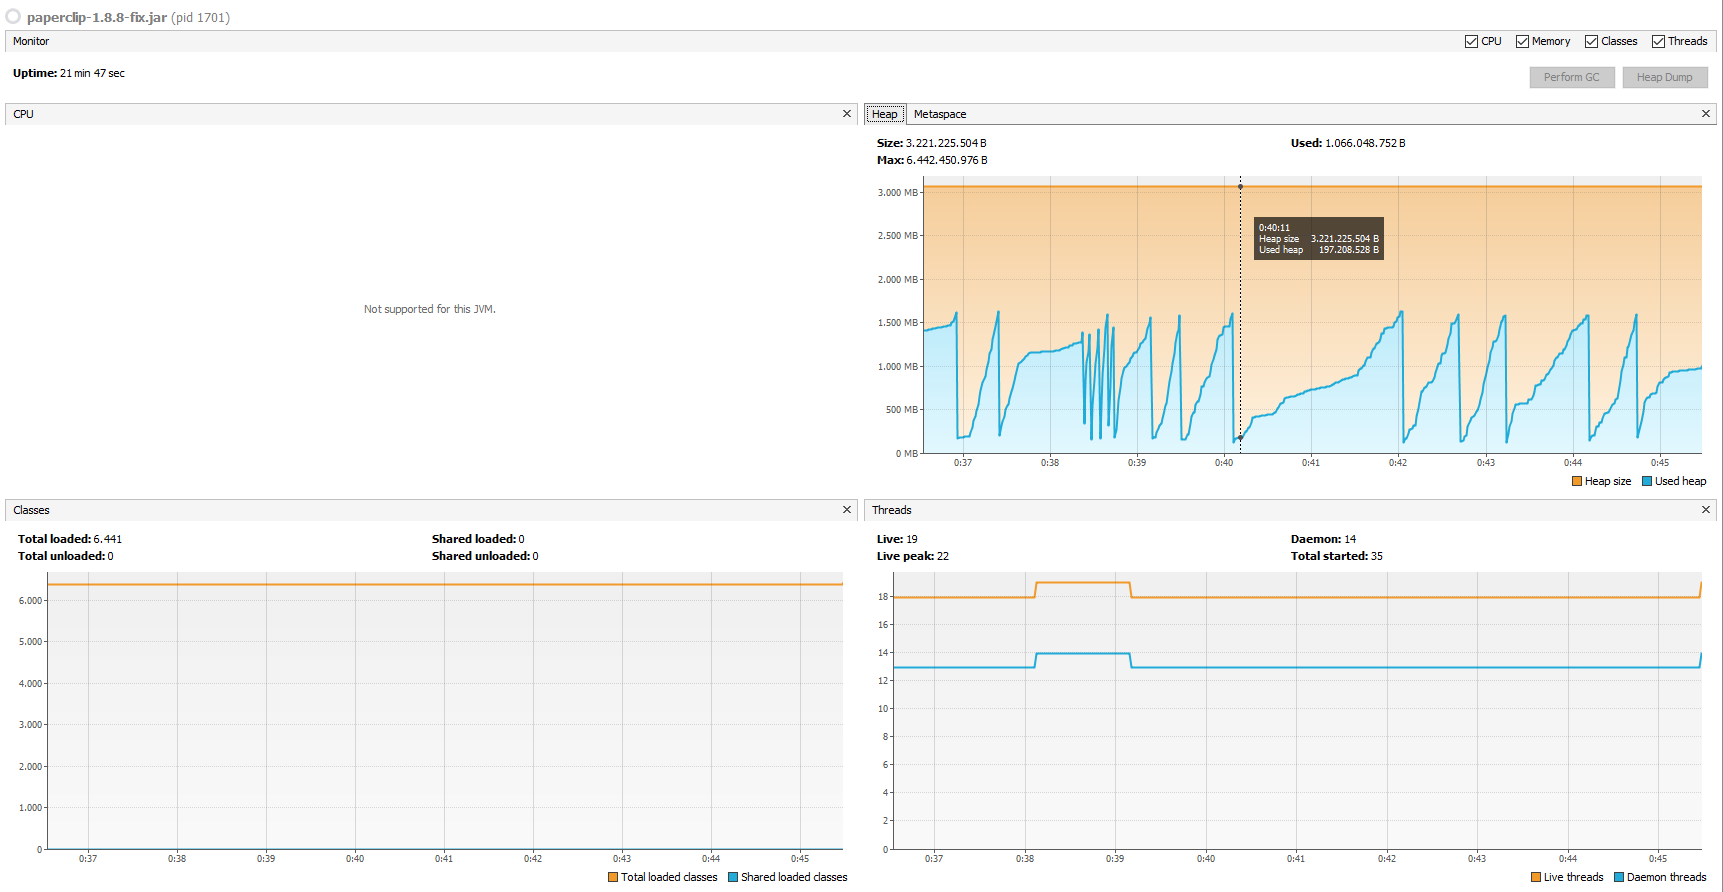 paperclip-1.8.8-fix.jar (pid 1701)
Monitor
CPU Memory Classes Threads
Uptime: 21 min 47 sec
Perform GC Heap Dump
CPU
Not supported for this JVM.
Heap Metaspace
Size: 3.221.225.504 B
Used: 1.066.048.752 B
Max: 6.442.450.976 B
3.000 MB
2.500 MB
2.000 MB
1.500 MB
1.000 MB
500 MB
0 MB
0:40:11
Heap size 3.221.225.504 B
Used heap 197.208.528 B
0:37 0:38 0:39 0:40 0:41 0:42 0:43 0:44 0:45
Heap size Used heap
Classes
Total loaded: 6.441
Shared loaded: 0
Total unloaded: 0
Shared unloaded: 0
6.000
5.000
4.000
3.000
2.000
1.000
0
0:37 0:38 0:39 0:40 0:41 0:42 0:43 0:44 0:45
Total loaded classes Shared loaded classes
Threads
Live: 19
Daemon: 14
Live peak: 22
Total started: 35
18
16
14
12
10
8
6
4
2
0
0:37 0:38 0:39 0:40 0:41 0:42 0:43 0:44 0:45
Live threads Daemon threads